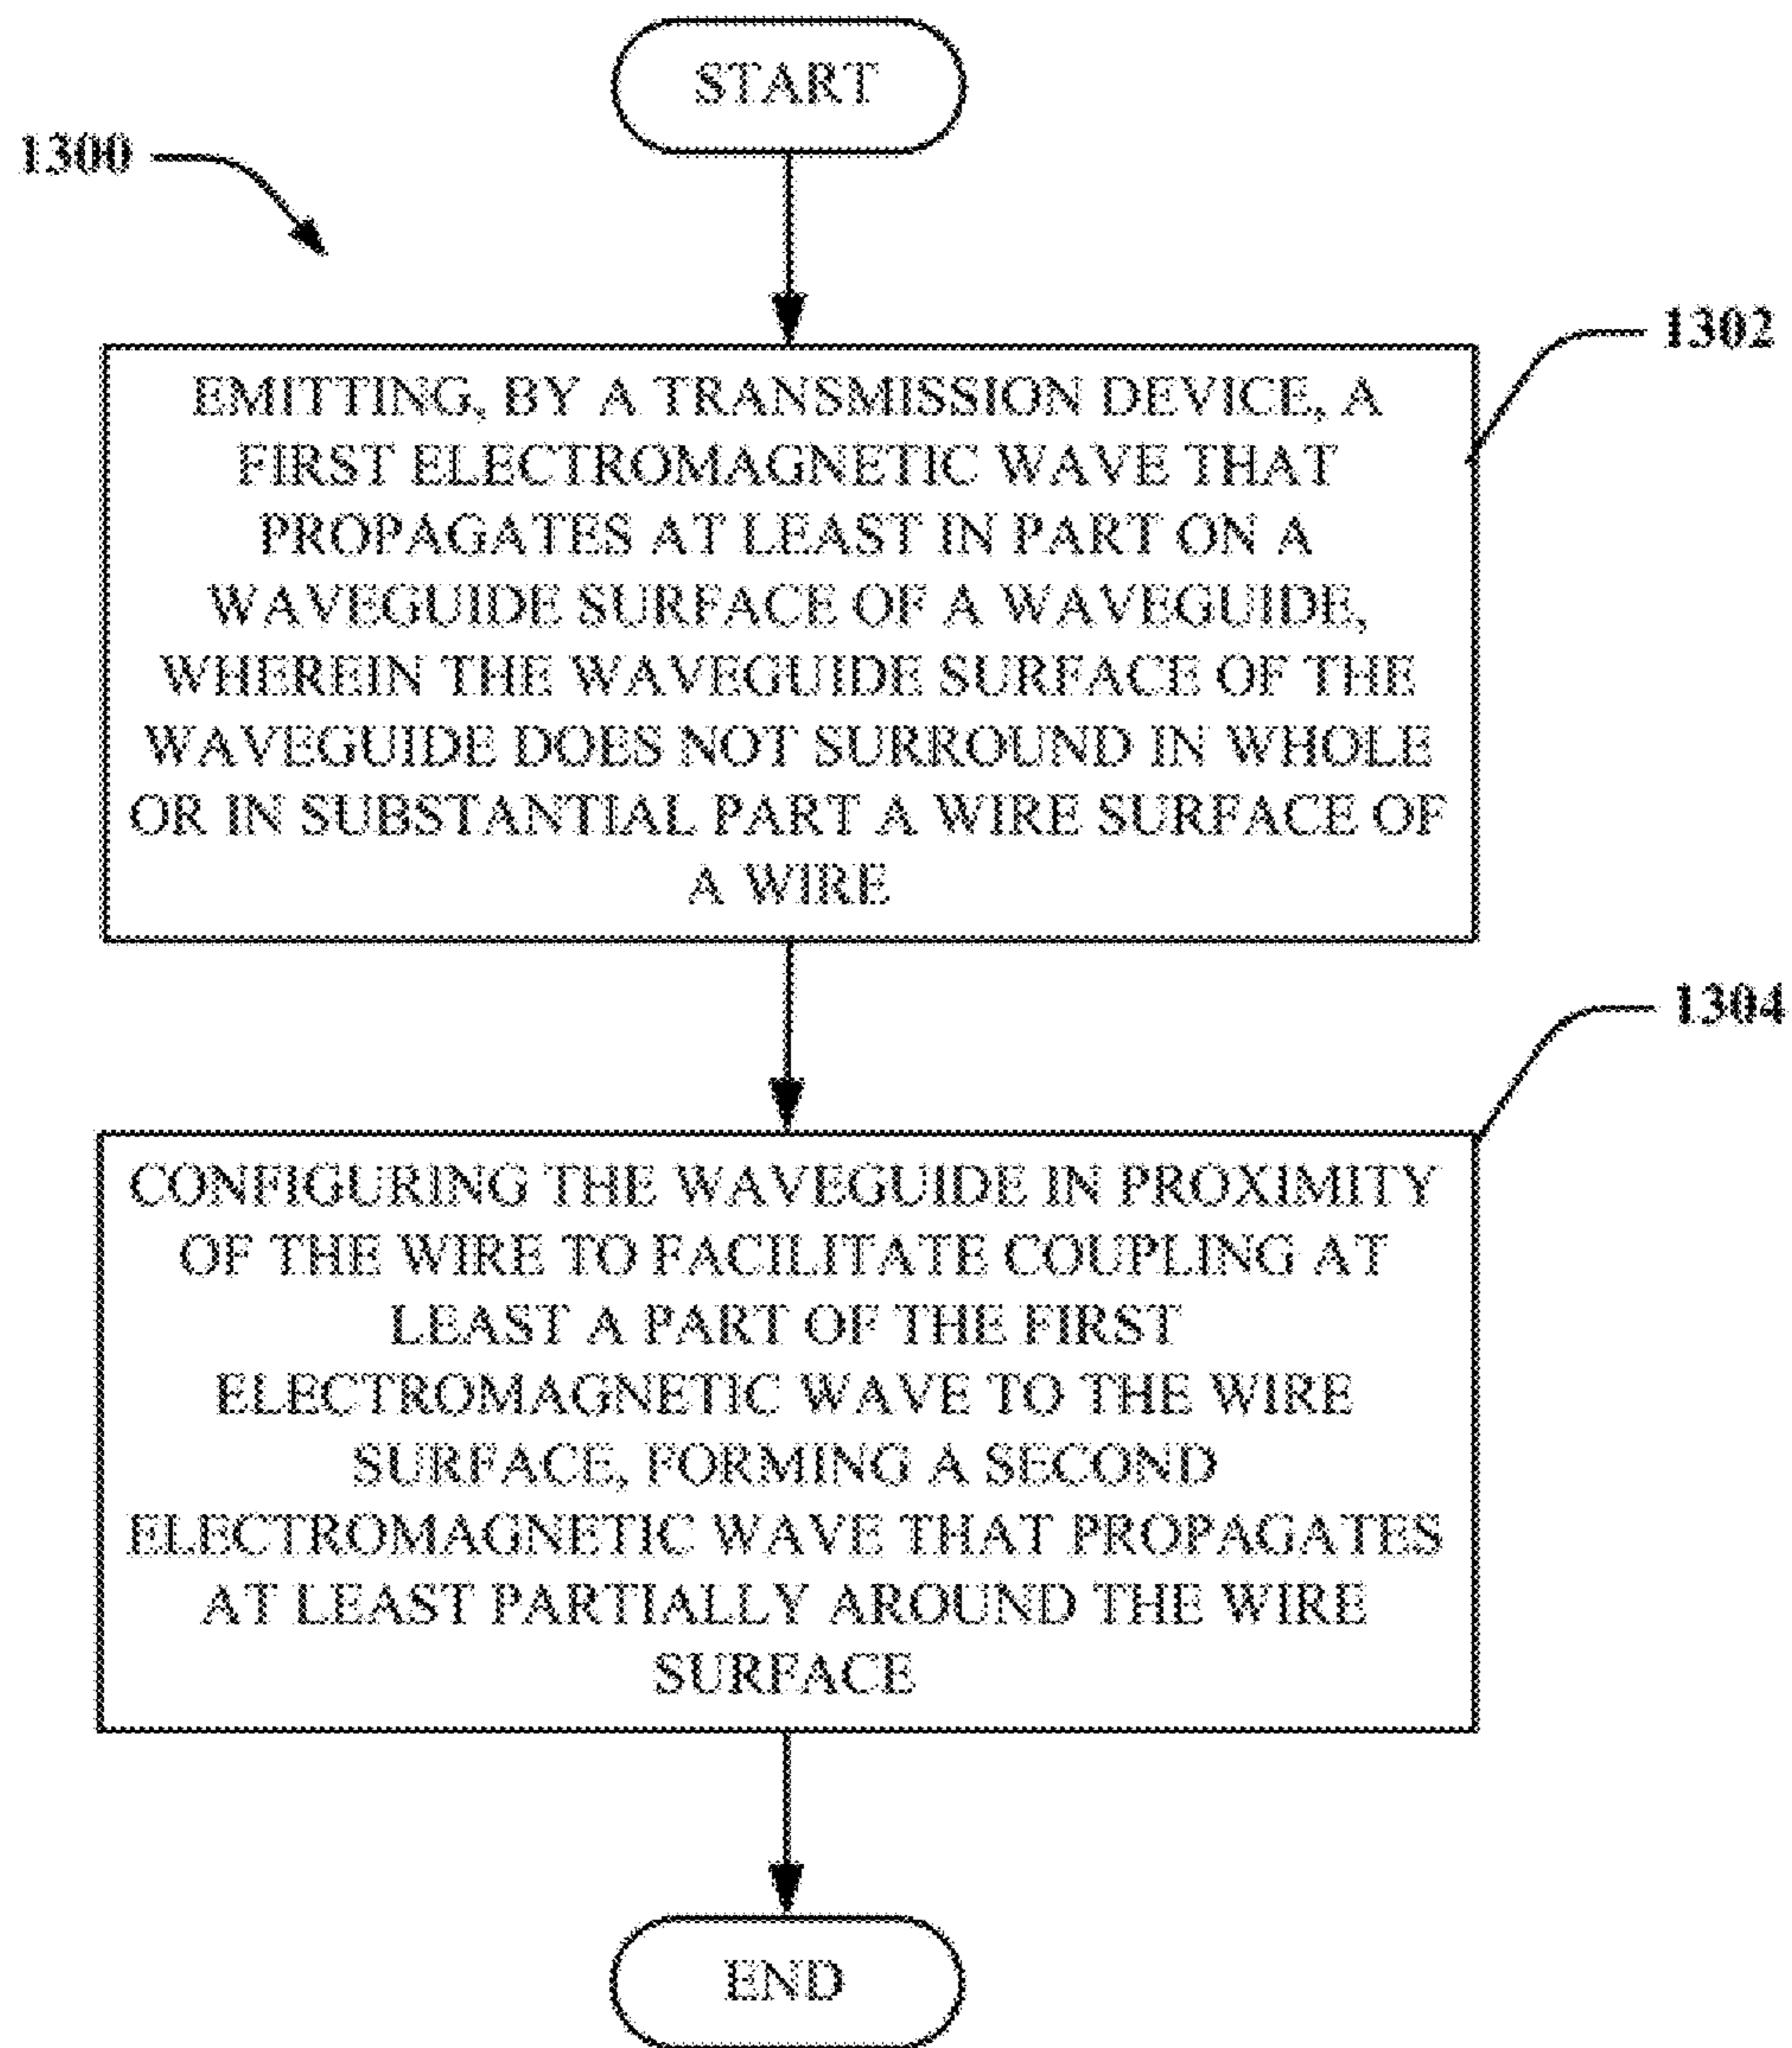 START
1300
1302
EMITTING, BY A TRANSMISSION DEVICE, A
FIRST ELECTROMAGNETIC WAVE THAT
PROPAGATES AT LEAST IN PART ON A
WAVEGUIDE SURFACE OF A WAVEGUIDE,
WHEREIN THE WAVEGUIDE SURFACE OF THE
WAVEGUIDE DOES NOT SURROUND IN WHOLE
OR IN SUBSTANTIAL PART A WIRE SURFACE OF
A WIRE
1304
CONFIGURING THE WAVEGUIDE IN PROXIMITY
OF THE WIRE TO FACILITATE COUPLING AT
LEAST A PART OF THE FIRST
ELECTROMAGNETIC WAVE TO THE WIRE
SURFACE, FORMING A SECOND
ELECTROMAGNETIC WAVE THAT PROPAGATES
AT LEAST PARTIALLY AROUND THE WIRE
SURFACE
END